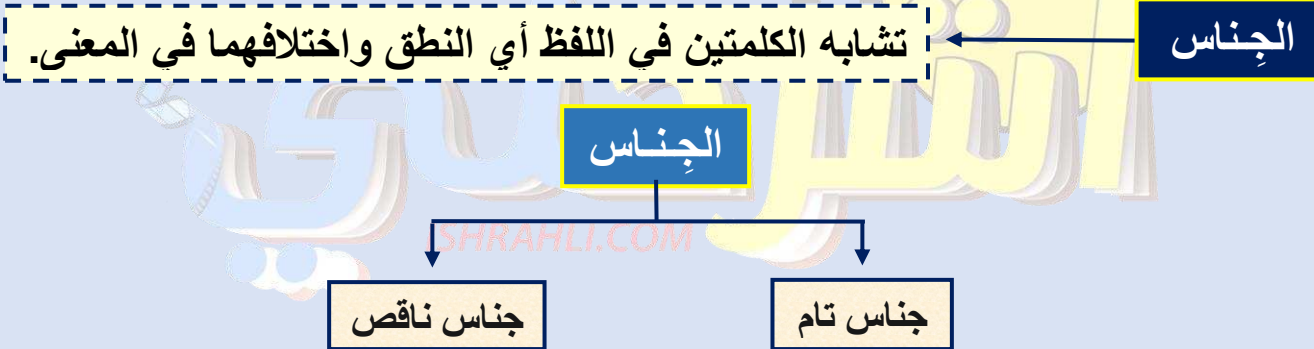 الجِناس
تشابه الكلمتين في اللفظ أي النطق واختلافهما في المعنى.
الجِنـاس
اشرحلي
ISHRAHLI.COM
جناس تام
جناس ناقص